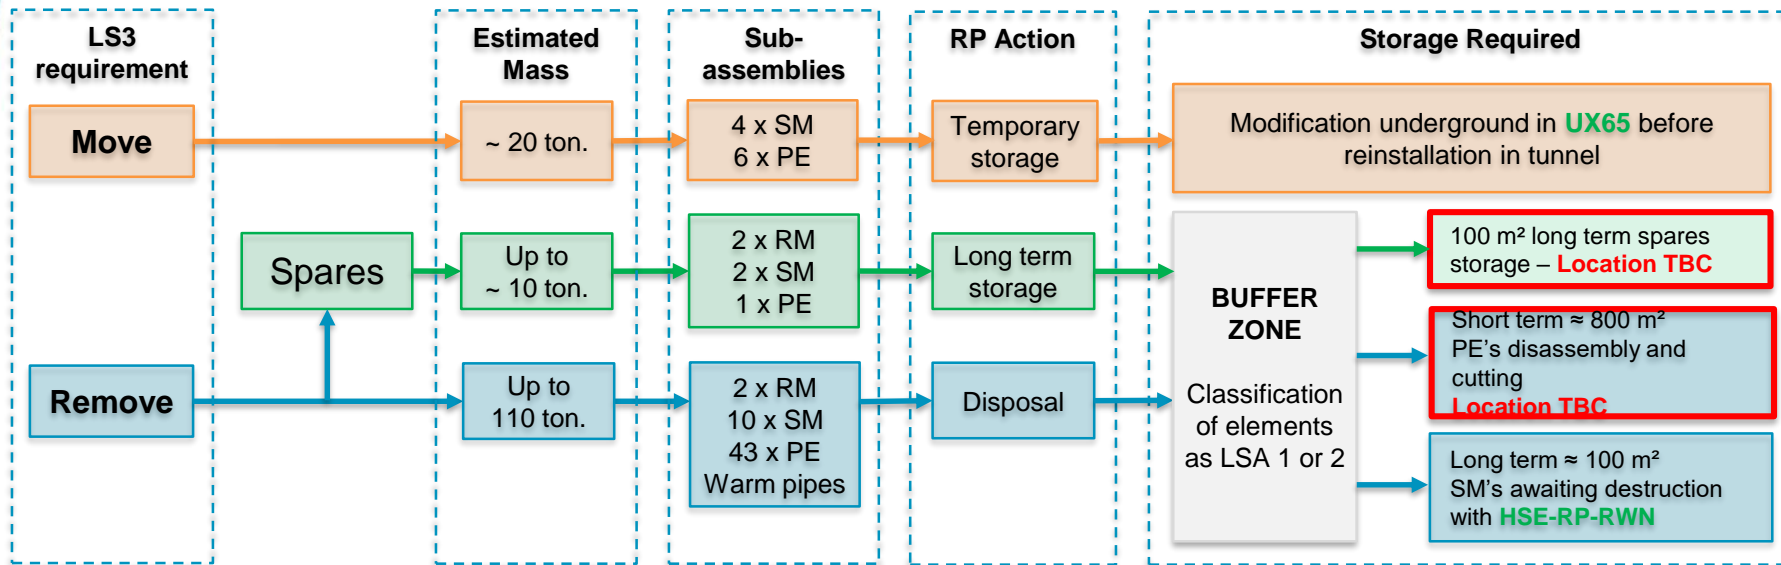 LS3
requirement
Estimated
Mass
Sub-
assemblies
RP Action
Storage Required
Move
~ 20 ton.
4 x SM
6 x PE
Temporary
storage
Modification underground in UX65 before
reinstallation in tunnel
Spares
Up to
~ 10 ton.
2 x RM
2 x SM
1 x PE
Long term
storage
BUFFER
ZONE
Classification
of elements
as LSA 1 or 2
100 m² long term spares
storage – Location TBC
Remove
Up to
110 ton.
2 x RM
10 x SM
43 x PE
Warm pipes
Disposal
Short term ≈ 800 m²
PE's disassembly and
cutting
Location TBC
Long term ≈ 100 m²
SM's awaiting destruction
with HSE-RP-RWN